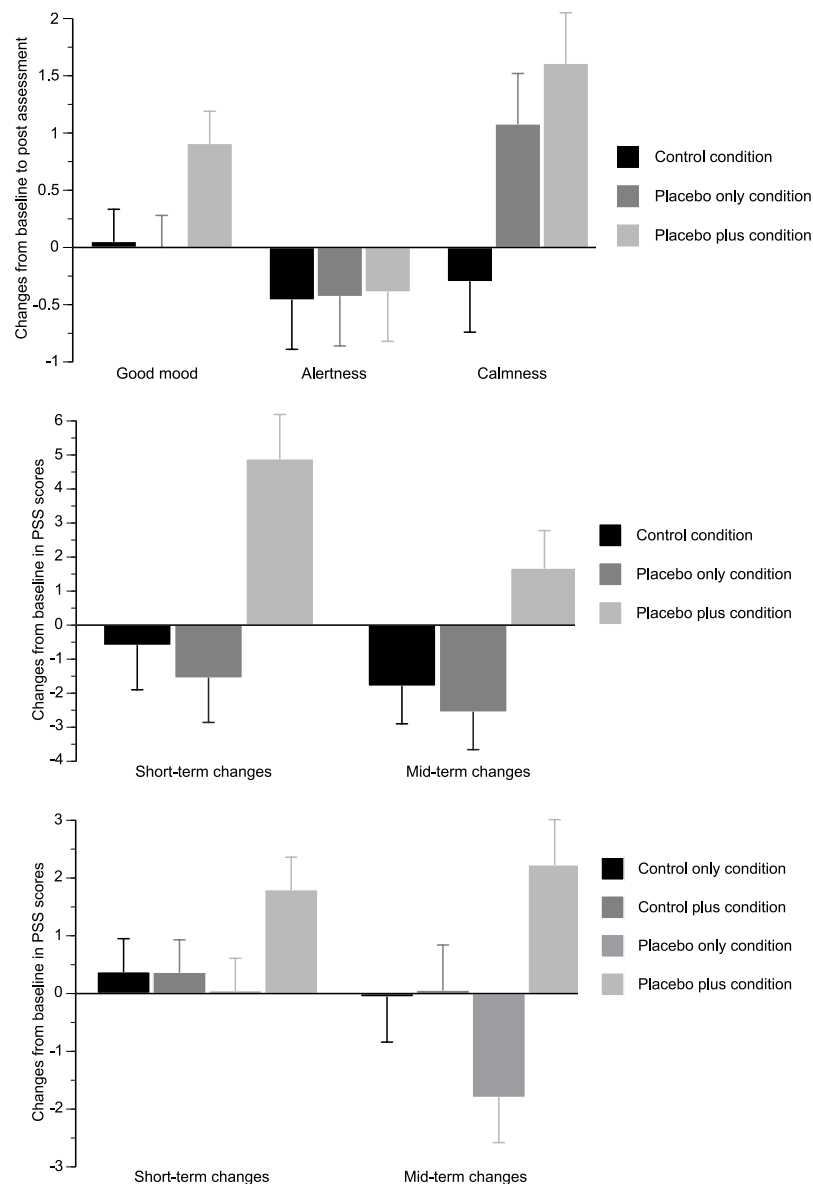 Changes from baseline to post assessment
2
1.5
1
0.5
0
-0.5
-1
Good mood
Alertness
Calmness
Control condition
Placebo only condition
Placebo plus condition
Changes from baseline in PSS scores
6
5
4
3
2
1
0
-1
-2
-3
-4
Short-term changes
Mid-term changes
Control condition
Placebo only condition
Placebo plus condition
Changes from baseline in PSS scores
3
2
1
0
-1
-2
-3
Short-term changes
Mid-term changes
Control only condition
Control plus condition
Placebo only condition
Placebo plus condition